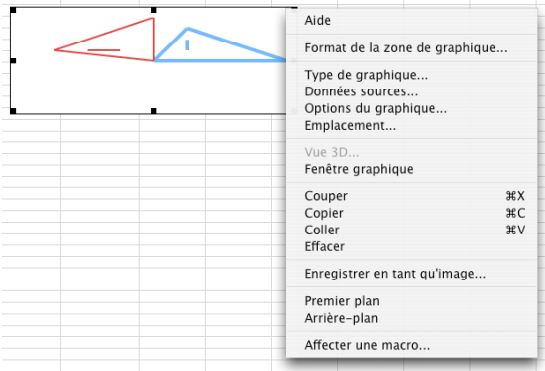 Aide
Format de la zone de graphique...
Type de graphique...
Données sources...
Options du graphique...
Emplacement...
Vue 3D...
Fenêtre graphique
Couper ⌘X
Copier ⌘C
Coller ⌘V
Effacer
Enregistrer en tant qu'image...
Premier plan
Arrière-plan
Affecter une macro...